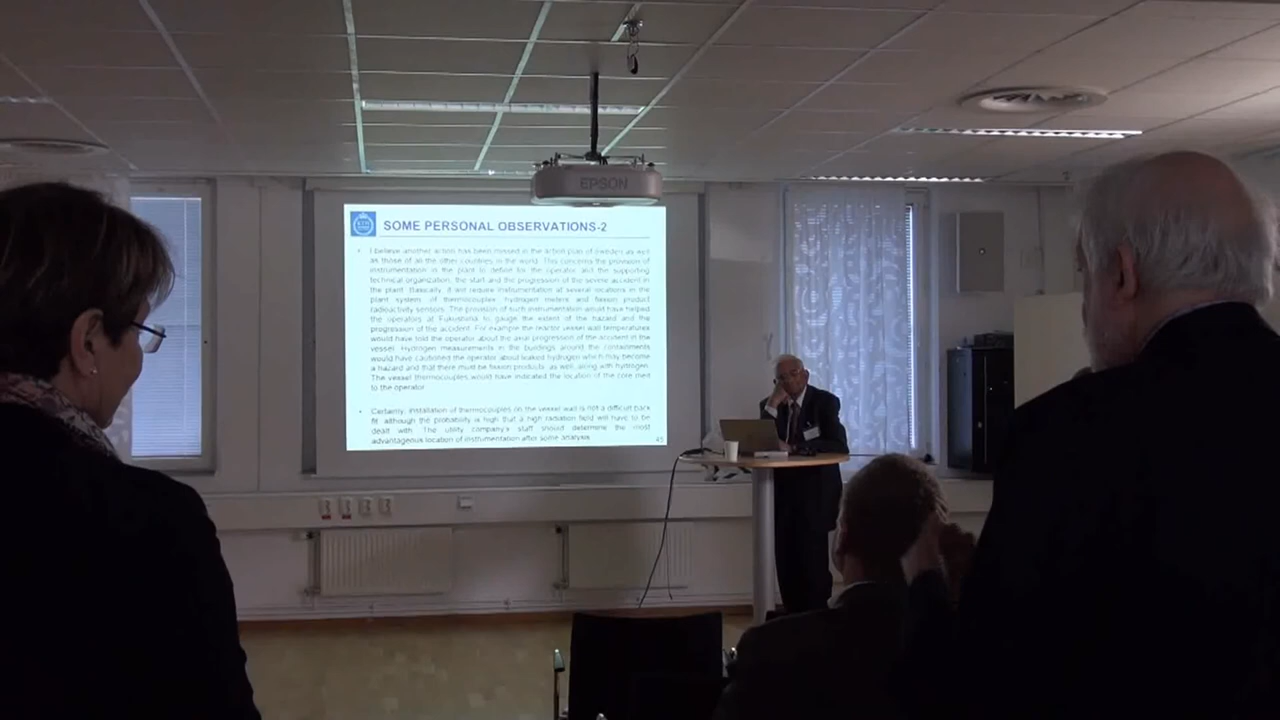 EPSON
KTH
SOME PERSONAL OBSERVATIONS-2
• I believe another action has been missed in the action plan of Sweden as well
as those of all the other countries in the world. This concerns the provision of
instrumentation in the plant to define for the operator and the supporting
technical organization, the start and the progression of the severe accident in
the plant. Basically, it will require instrumentation at several locations in the
plant system of thermocouples, hydrogen meters and fission product
radioactivity sensors. The provision of such instrumentation would have helped
the operators at Fukushima to gauge the extent of the hazard and the
progression of the accident. For example the reactor vessel wall temperatures
would have told the operator about the axial progression of the accident in the
vessel. Hydrogen measurements in the buildings around the containments
would have cautioned the operator about leaked hydrogen which may become
a hazard and that there must be fission products, as well, along with hydrogen.
The vessel thermocouples would have indicated the location of the core melt
to the operator.
• Certainly, installation of thermocouples on the vessel wall is not a difficult back
fit, although the probability is high that a high radiation field will have to be
dealt with. The utility company's staff should determine the most
advantageous location of instrumentation after some analysis.
45